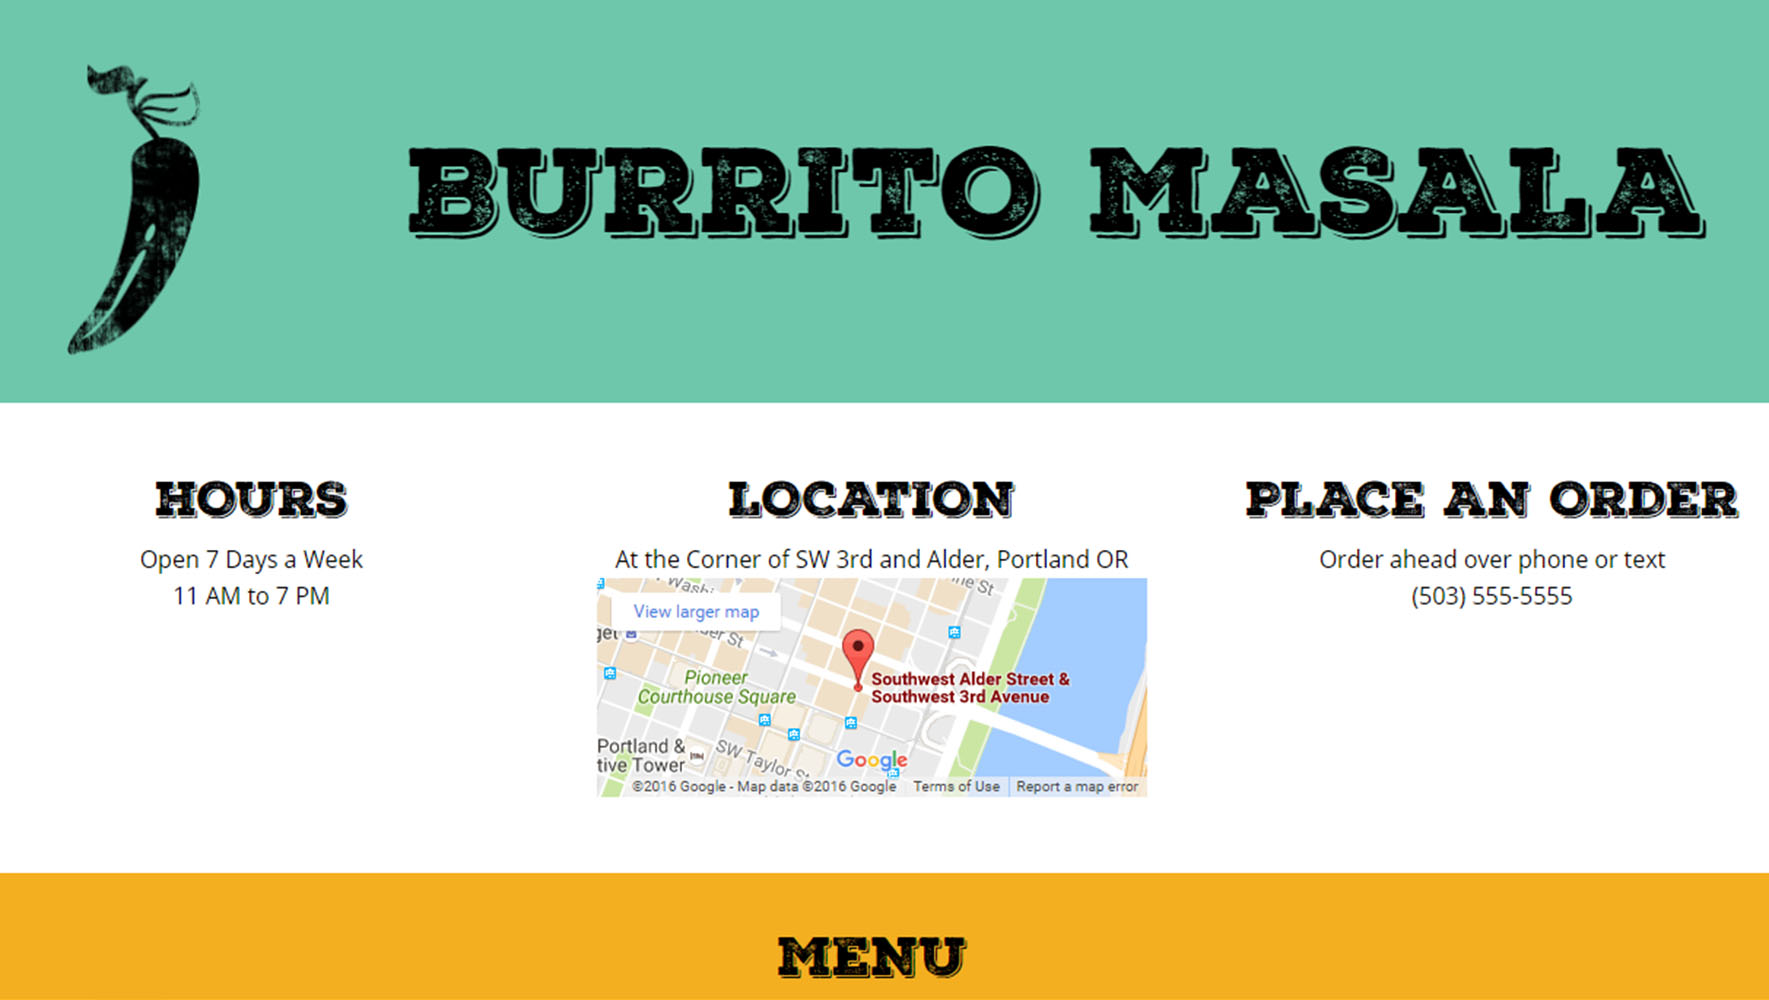 BURRITO MASALA
HOURS
Open 7 Days a Week
11 AM to 7 PM
LOCATION
At the Corner of SW 3rd and Alder, Portland OR
View larger map
Pioneer
Courthouse Square
Southwest Alder Street &
Southwest 3rd Avenue
Portland &
tive Tower
SW Taylor St
Google
©2016 Google - Map data ©2016 Google
Terms of Use
Report a map error
PLACE AN ORDER
Order ahead over phone or text
(503) 555-5555
MENU